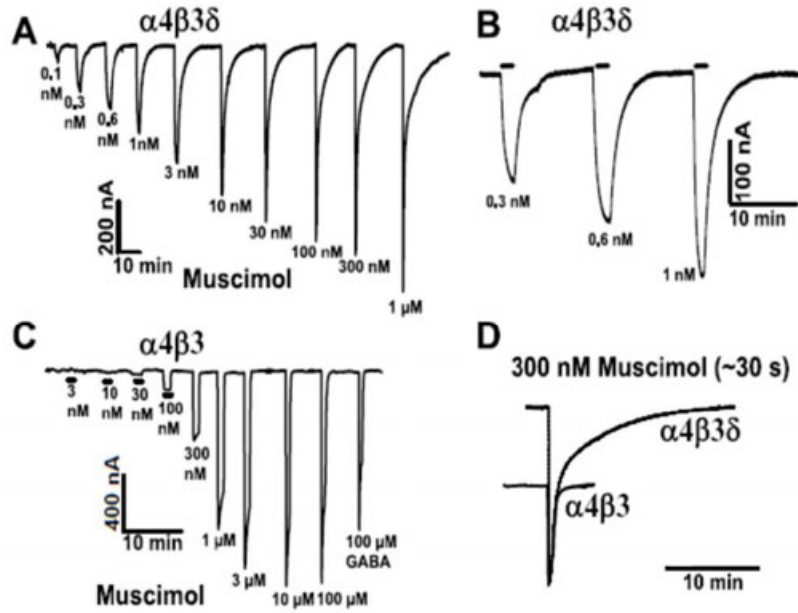 A
α4β3δ
0.1
nM
0.3
nM
0.6
nM
1nM
3 nM
10 nM
30 nM
100 nM
300 nM
1 µM
200 nA
10 min
Muscimol
B
α4β3δ
0.3 nM
0.6 nM
1 nM
100 nA
10 min
C
α4β3
3
nM
10
nM
30
nM
100
nM
300
nM
1 µM
3 µM
10 µM
100 µM
100 µM
GABA
400 nA
10 min
Muscimol
D
300 nM Muscimol (~30 s)
α4β3δ
α4β3
10 min